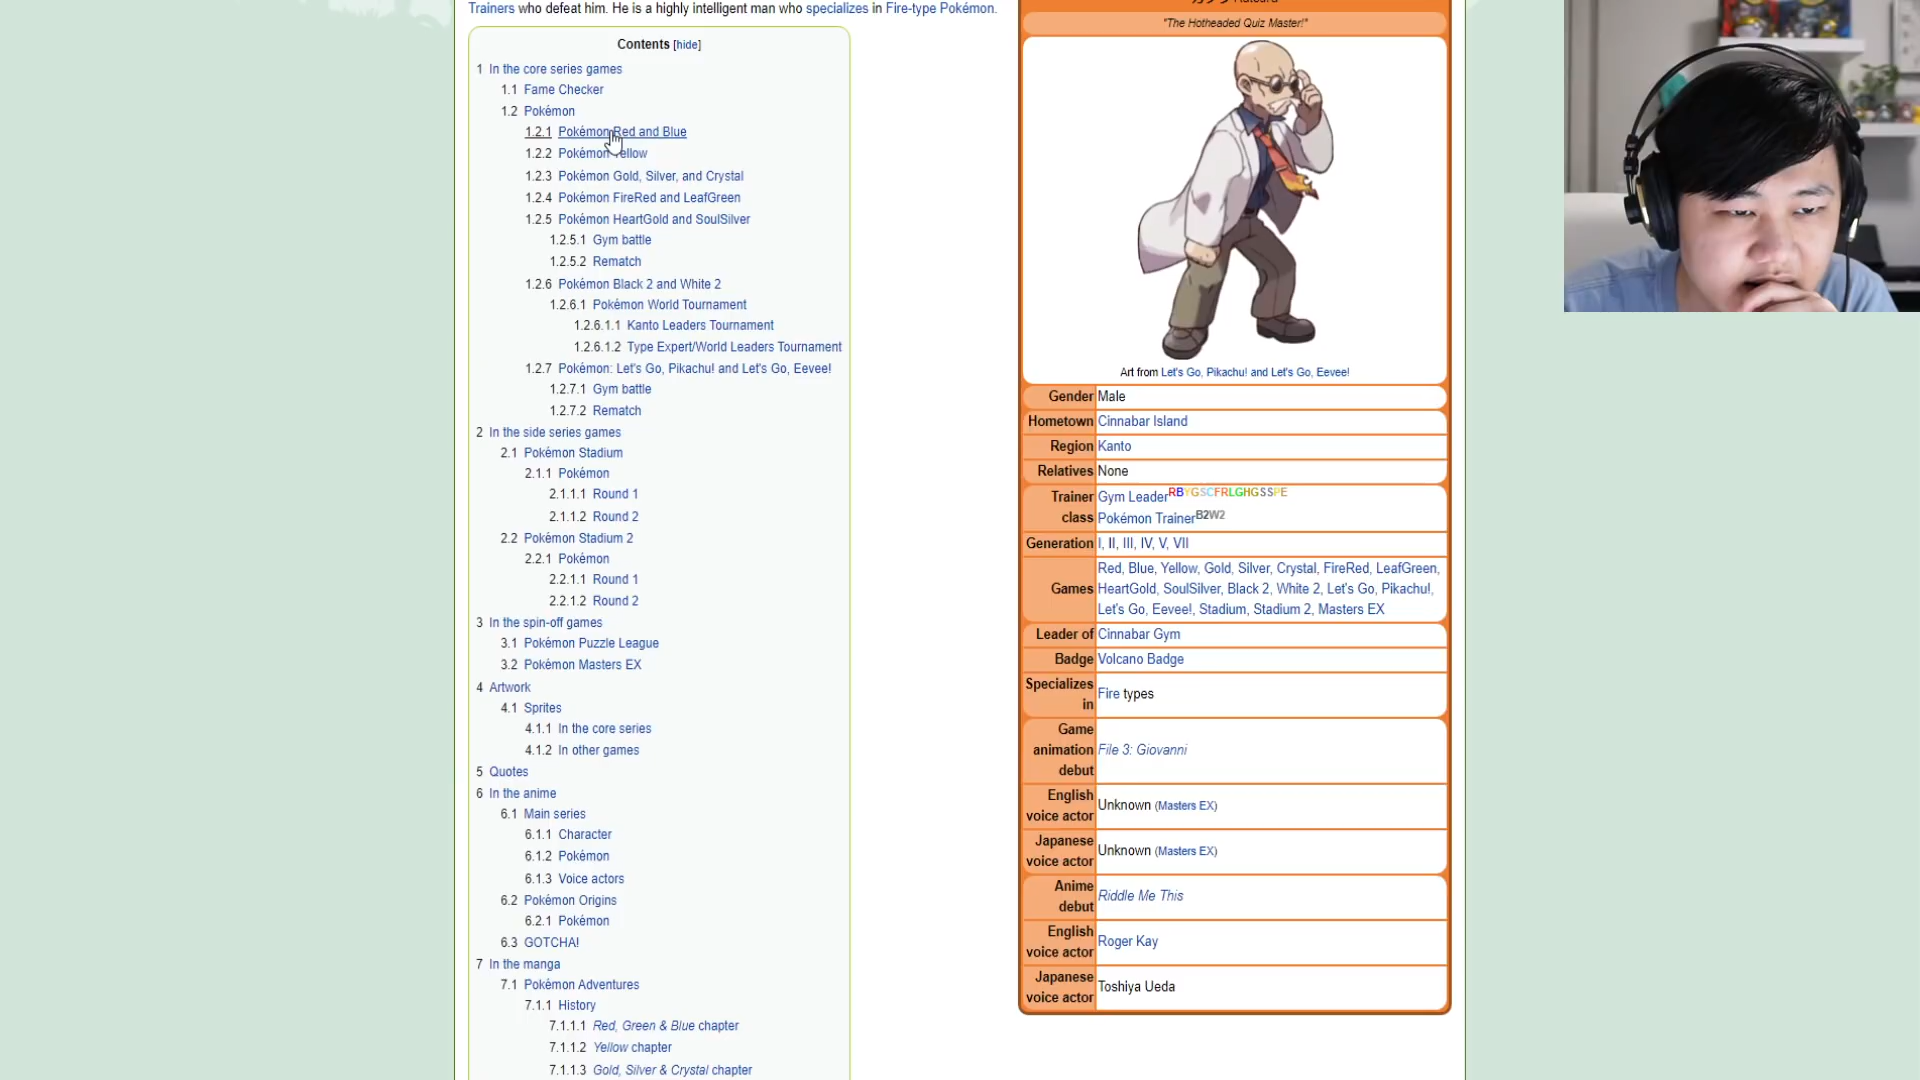 Trainers who defeat him. He is a highly intelligent man who specializes in Fire-type Pokémon.
Contents [hide]
1 In the core series games
1.1 Fame Checker
1.2 Pokémon
1.2.1 Pokémon Red and Blue
1.2.2 Pokémon Yellow
1.2.3 Pokémon Gold, Silver, and Crystal
1.2.4 Pokémon FireRed and LeafGreen
1.2.5 Pokémon HeartGold and SoulSilver
1.2.5.1 Gym battle
1.2.5.2 Rematch
1.2.6 Pokémon Black 2 and White 2
1.2.6.1 Pokémon World Tournament
1.2.6.1.1 Kanto Leaders Tournament
1.2.6.1.2 Type Expert/World Leaders Tournament
1.2.7 Pokémon: Let's Go, Pikachu! and Let's Go, Eevee!
1.2.7.1 Gym battle
1.2.7.2 Rematch
2 In the side series games
2.1 Pokémon Stadium
2.1.1 Pokémon
2.1.1.1 Round 1
2.1.1.2 Round 2
2.2 Pokémon Stadium 2
2.2.1 Pokémon
2.2.1.1 Round 1
2.2.1.2 Round 2
3 In the spin-off games
3.1 Pokémon Puzzle League
3.2 Pokémon Masters EX
4 Artwork
4.1 Sprites
4.1.1 In the core series
4.1.2 In other games
5 Quotes
6 In the anime
6.1 Main series
6.1.1 Character
6.1.2 Pokémon
6.1.3 Voice actors
6.2 Pokémon Origins
6.2.1 Pokémon
6.3 GOTCHA!
7 In the manga
7.1 Pokémon Adventures
7.1.1 History
7.1.1.1 Red, Green & Blue chapter
7.1.1.2 Yellow chapter
7.1.1.3 Gold, Silver & Crystal chapter
"The Hotheaded Quiz Master!"
Art from Let's Go, Pikachu! and Let's Go, Eevee!
Gender Male
Hometown Cinnabar Island
Region Kanto
Relatives None
Trainer class Gym Leader RBYGSCFRLGHGSSPE
Pokémon Trainer B2W2
Generation I, II, III, IV, V, VII
Games Red, Blue, Yellow, Gold, Silver, Crystal, FireRed, LeafGreen,
HeartGold, SoulSilver, Black 2, White 2, Let's Go, Pikachu!,
Let's Go, Eevee!, Stadium, Stadium 2, Masters EX
Leader of Cinnabar Gym
Badge Volcano Badge
Specializes in Fire types
Game animation debut File 3: Giovanni
English voice actor Unknown (Masters EX)
Japanese voice actor Unknown (Masters EX)
Anime debut Riddle Me This
English voice actor Roger Kay
Japanese voice actor Toshiya Ueda